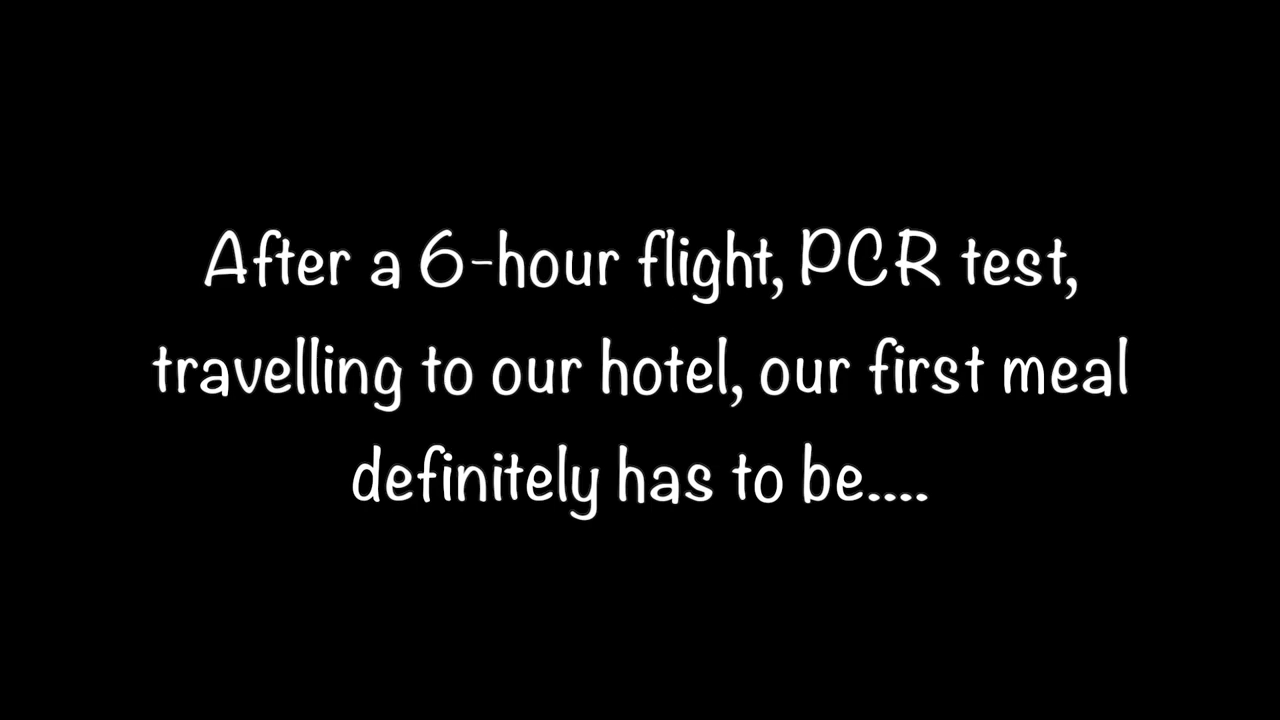 After a 6-hour flight, PCR test,
travelling to our hotel, our first meal
definitely has to be....